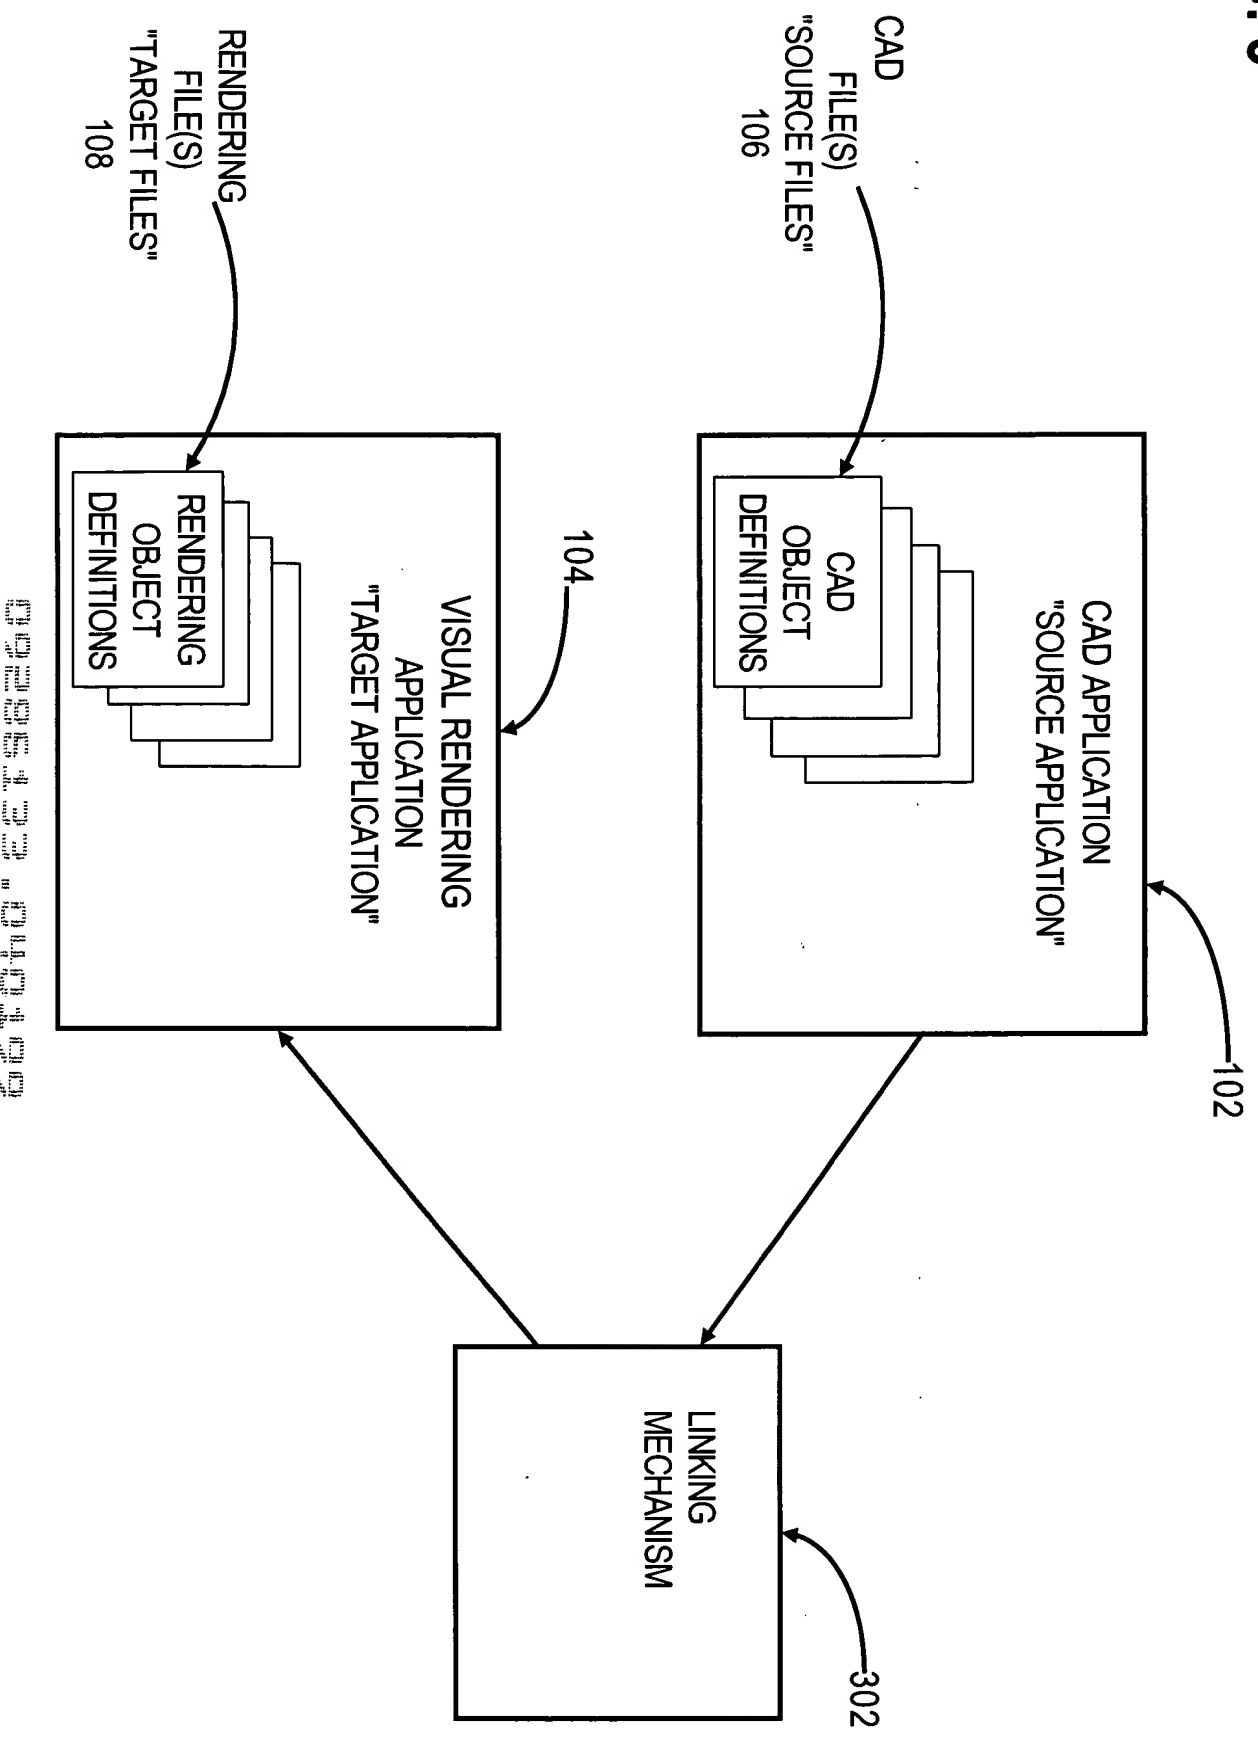 102
CAD APPLICATION
"SOURCE APPLICATION"
CAD
FILE(S)
"SOURCE FILES"
106
CAD
OBJECT
DEFINITIONS
302
LINKING
MECHANISM
104
VISUAL RENDERING
APPLICATION
"TARGET APPLICATION"
RENDERING
FILE(S)
"TARGET FILES"
108
RENDERING
OBJECT
DEFINITIONS